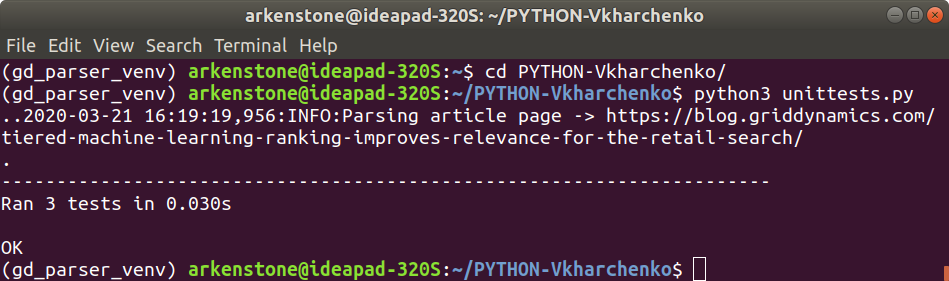 arkenstone@ideapad-320S: ~/PYTHON-Vkharchenko
File Edit View Search Terminal Help
(gd_parser_venv) arkenstone@ideapad-320S:~$ cd PYTHON-Vkharchenko/
(gd_parser_venv) arkenstone@ideapad-320S:~/PYTHON-Vkharchenko$ python3 unittests.py
..2020-03-21 16:19:19,956:INFO:Parsing article page -> https://blog.griddynamics.com/
tiered-machine-learning-ranking-improves-relevance-for-the-retail-search/
.
----------------------------------------------------------------------
Ran 3 tests in 0.030s
OK
(gd_parser_venv) arkenstone@ideapad-320S:~/PYTHON-Vkharchenko$